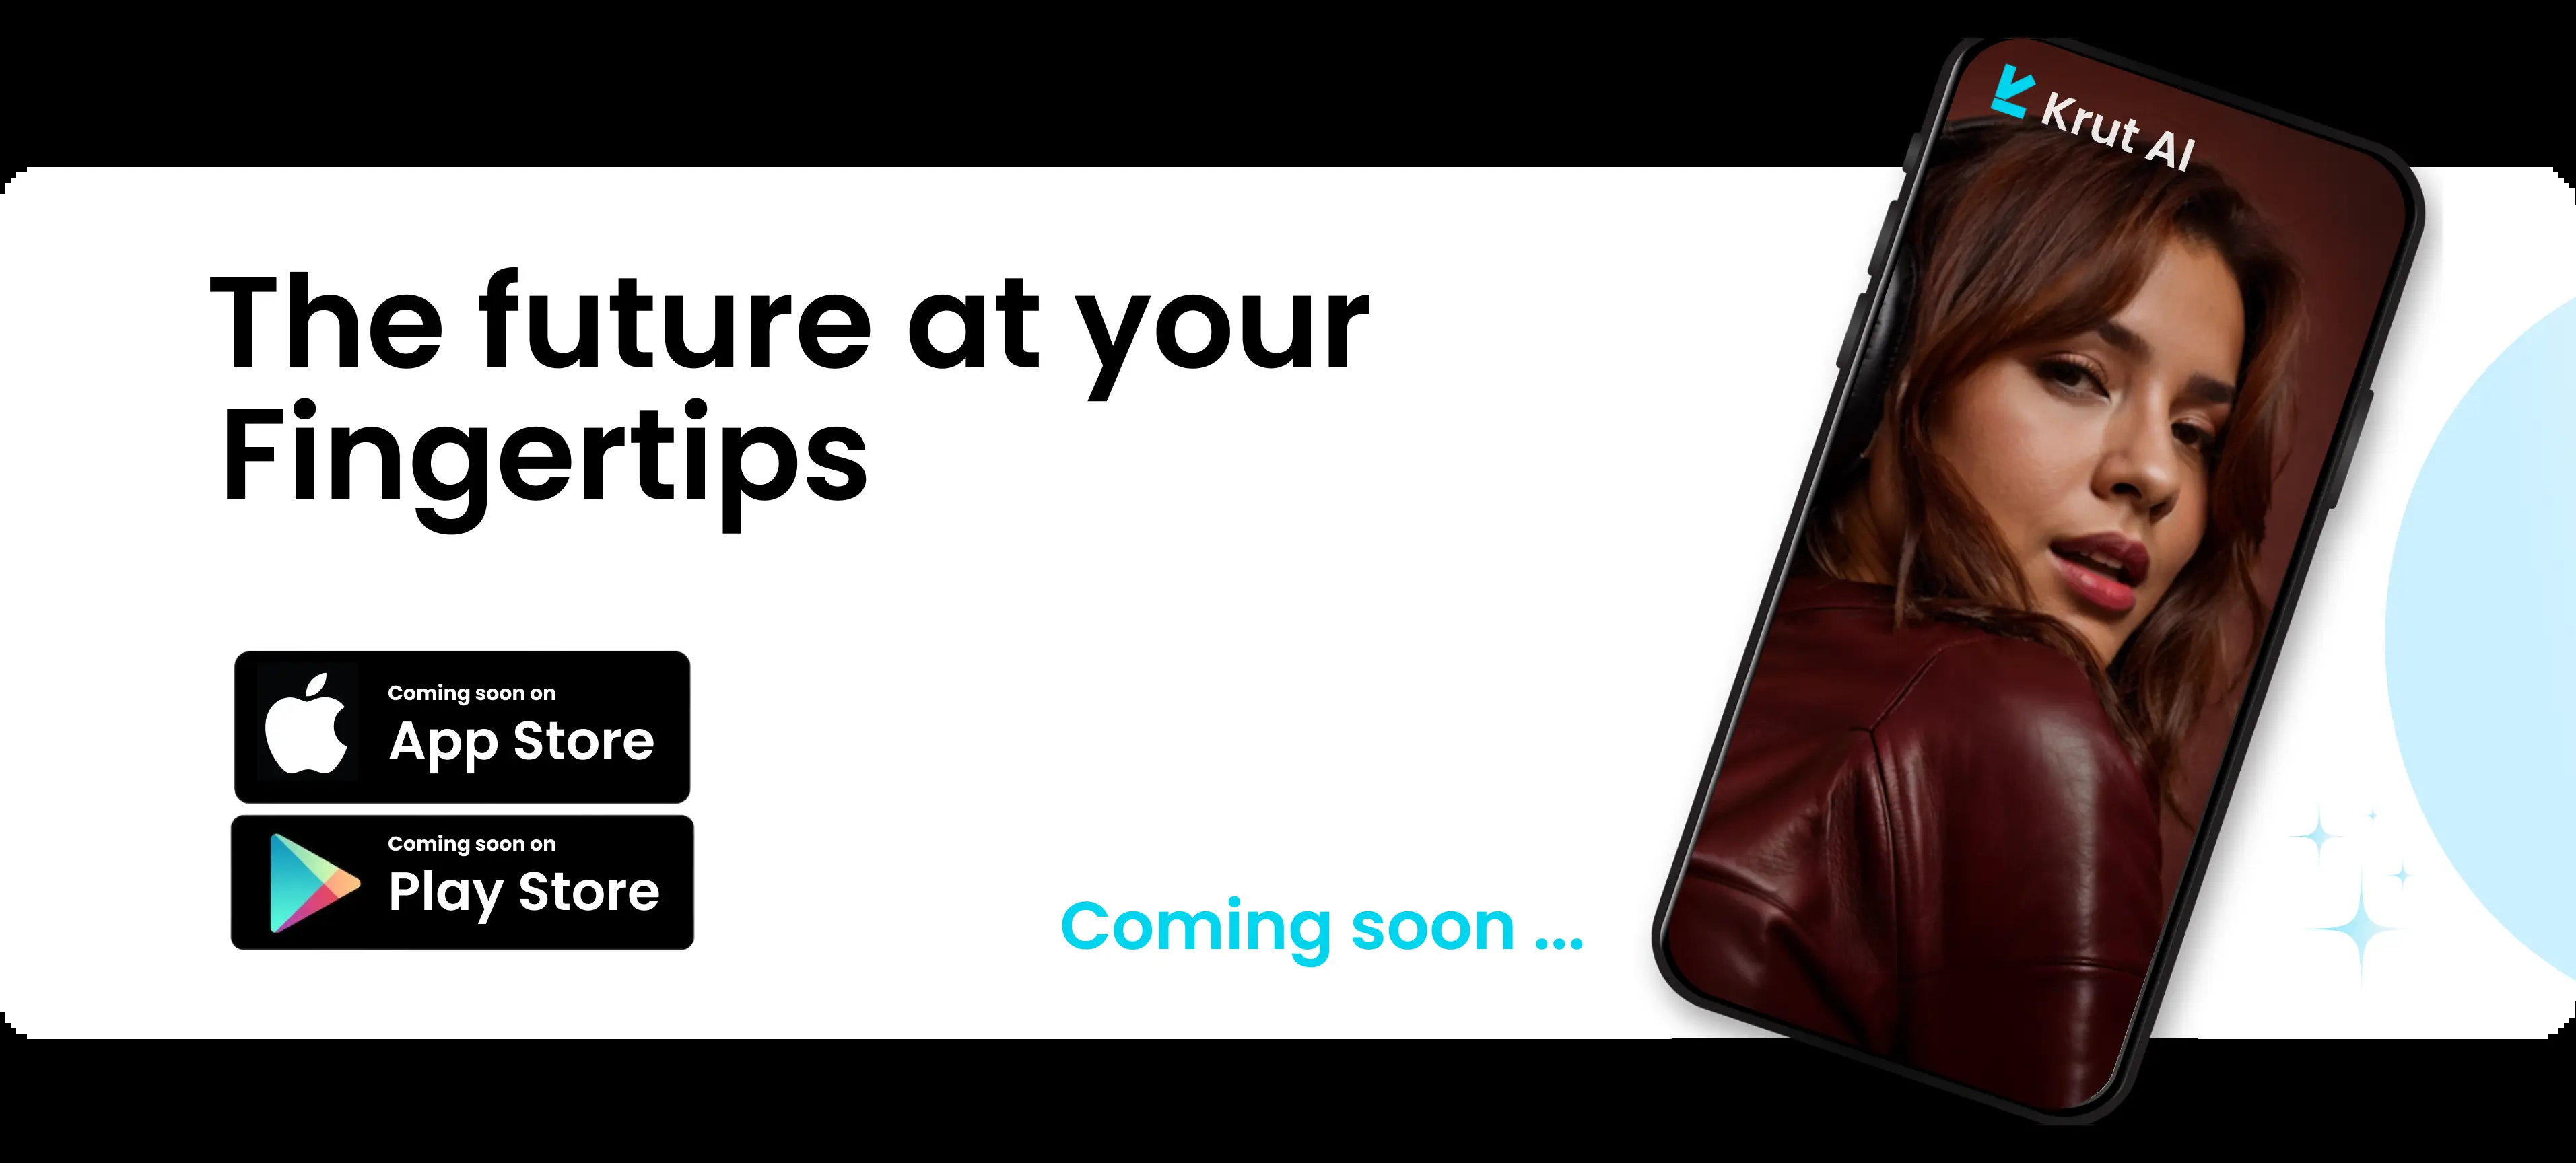 The future at your
Fingertips
Coming soon on
App Store
Coming soon on
Play Store
Coming soon ...
Krut AI